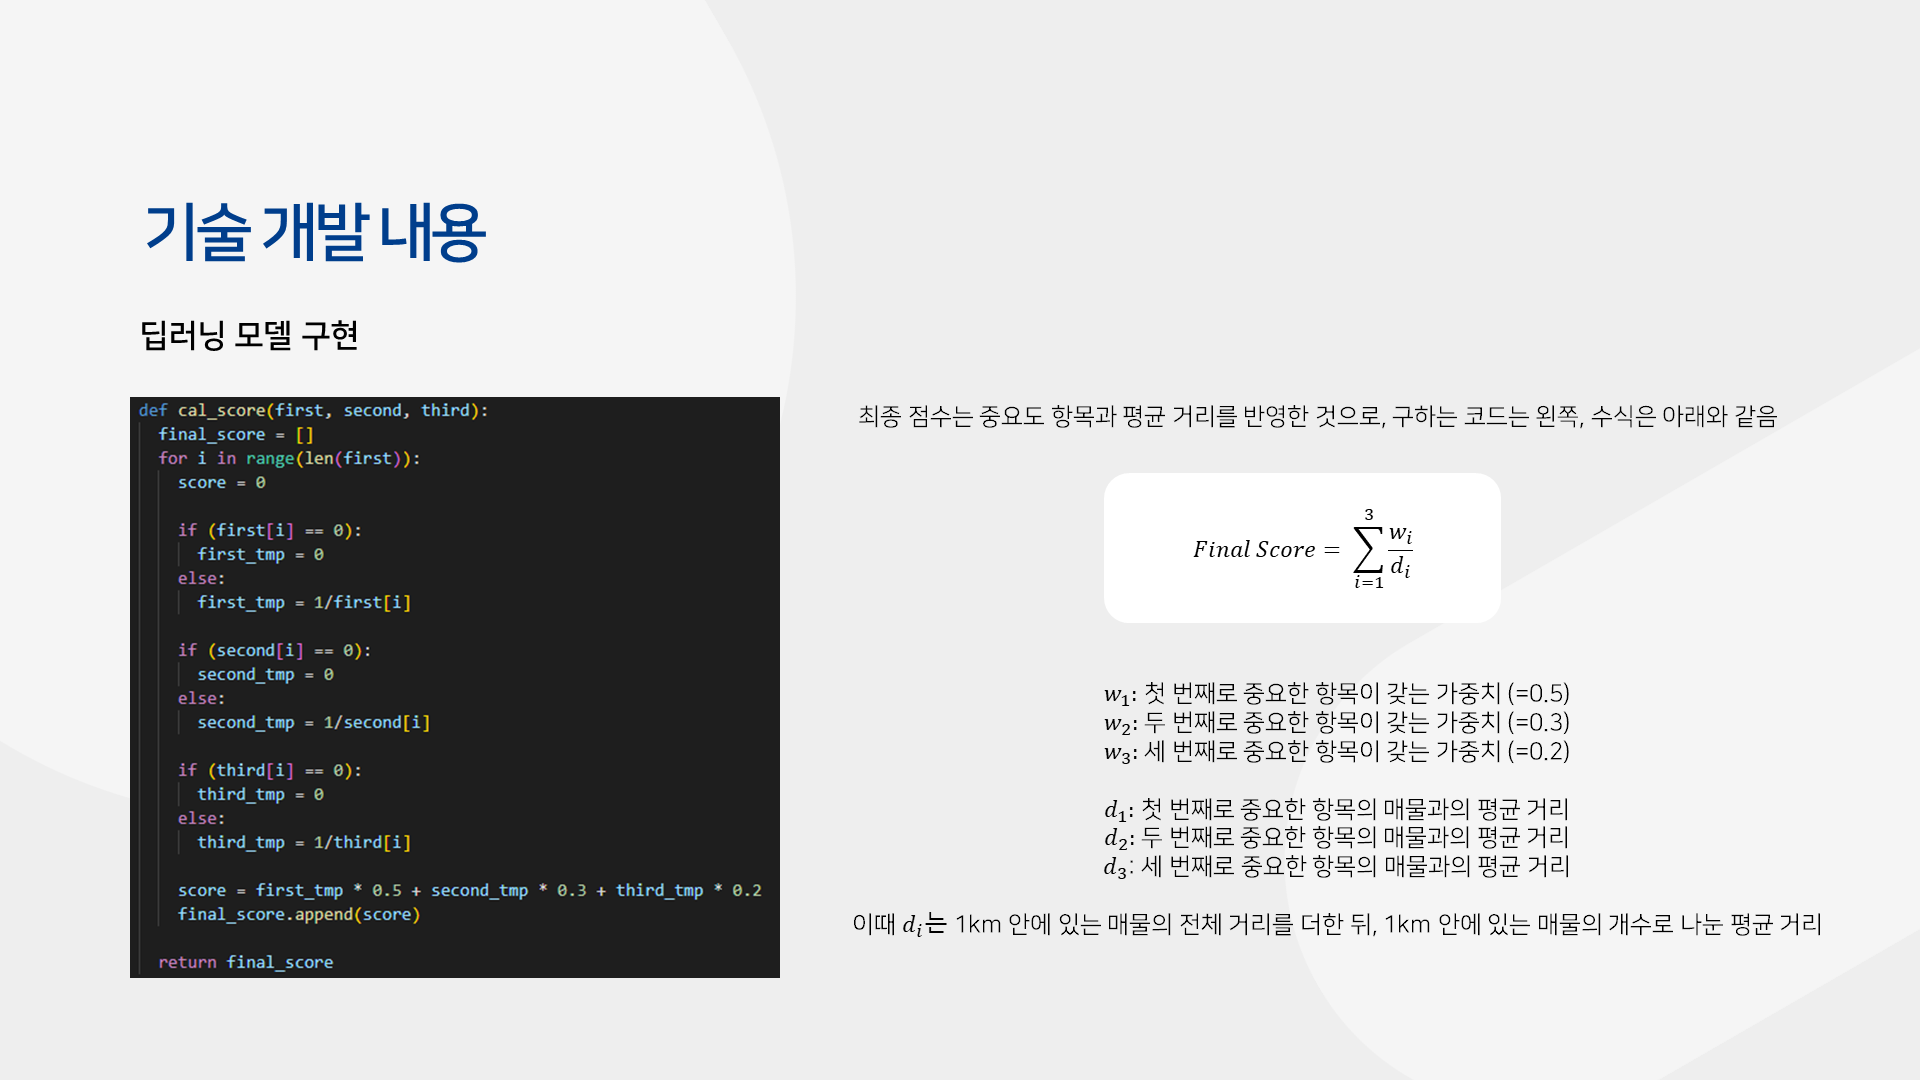 기술 개발 내용
딥러닝 모델 구현
def cal_score(first, second, third):
  final_score = []
  for i in range(len(first)):
    score = 0
    if (first[i] == 0):
      first_tmp = 0
    else:
      first_tmp = 1/first[i]
    if (second[i] == 0):
      second_tmp = 0
    else:
      second_tmp = 1/second[i]
    if (third[i] == 0):
      third_tmp = 0
    else:
      third_tmp = 1/third[i]
    score = first_tmp * 0.5 + second_tmp * 0.3 + third_tmp * 0.2
    final_score.append(score)
  return final_score
최종 점수는 중요도 항목과 평균 거리를 반영한 것으로, 구하는 코드는 왼쪽, 수식은 아래와 같음
Final Score = ∑_{i=1}^{3} w_i/d_i
w₁: 첫 번째로 중요한 항목이 갖는 가중치 (=0.5)
w₂: 두 번째로 중요한 항목이 갖는 가중치 (=0.3)
w₃: 세 번째로 중요한 항목이 갖는 가중치 (=0.2)
d₁: 첫 번째로 중요한 항목의 매물과의 평균 거리
d₂: 두 번째로 중요한 항목의 매물과의 평균 거리
d₃: 세 번째로 중요한 항목의 매물과의 평균 거리
이때 dᵢ는 1km 안에 있는 매물의 전체 거리를 더한 뒤, 1km 안에 있는 매물의 개수로 나눈 평균 거리